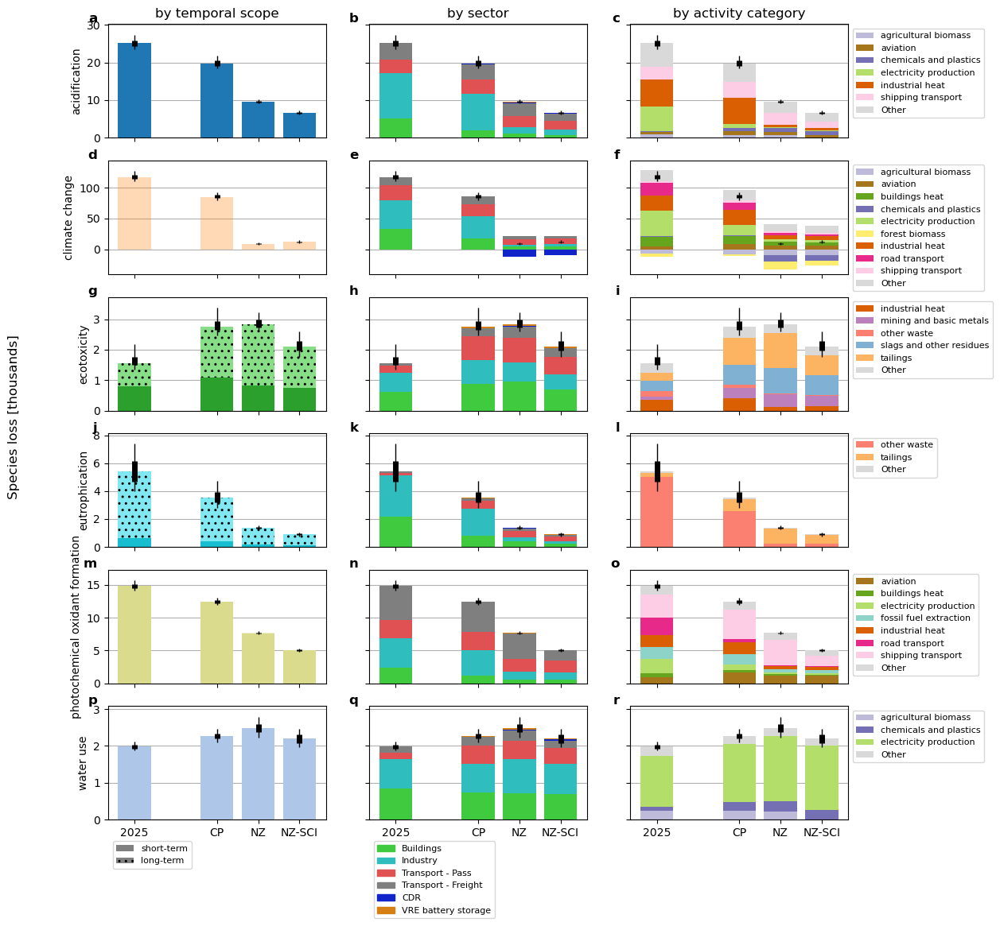 by temporal scope
by sector
by activity category
a
b
c
30
20
10
0
acidification
agricultural biomass
aviation
chemicals and plastics
electricity production
industrial heat
shipping transport
Other
d
e
f
100
50
0
climate change
agricultural biomass
aviation
buildings heat
chemicals and plastics
electricity production
forest biomass
industrial heat
road transport
shipping transport
Other
g
h
i
3
2
1
0
ecotoxicity
industrial heat
mining and basic metals
other waste
slags and other residues
tailings
Other
Species loss [thousands]
j
k
l
8
6
4
2
0
eutrophication
other waste
tailings
Other
m
n
o
15
10
5
0
photochemical oxidant formation
aviation
buildings heat
electricity production
fossil fuel extraction
industrial heat
road transport
shipping transport
Other
p
q
r
3
2
1
0
water use
agricultural biomass
chemicals and plastics
electricity production
Other
2025 CP NZ NZ-SCI
2025 CP NZ NZ-SCI
2025 CP NZ NZ-SCI
short-term
long-term
Buildings
Industry
Transport - Pass
Transport - Freight
CDR
VRE battery storage